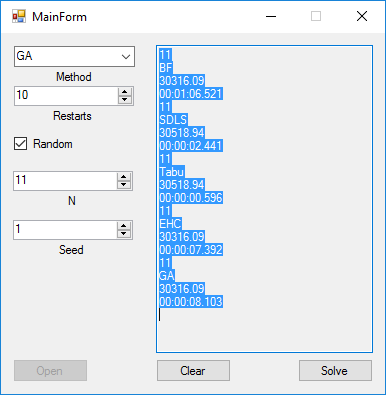 MainForm
GA
Method
10
Restarts
Random
11
N
1
Seed
11
BF
30316.09
00:01:06.521
11
SDLS
30518.94
00:00:02.441
11
Tabu
30518.94
00:00:00.596
11
EHC
30316.09
00:00:07.392
11
GA
30316.09
00:00:08.103
Open
Clear
Solve